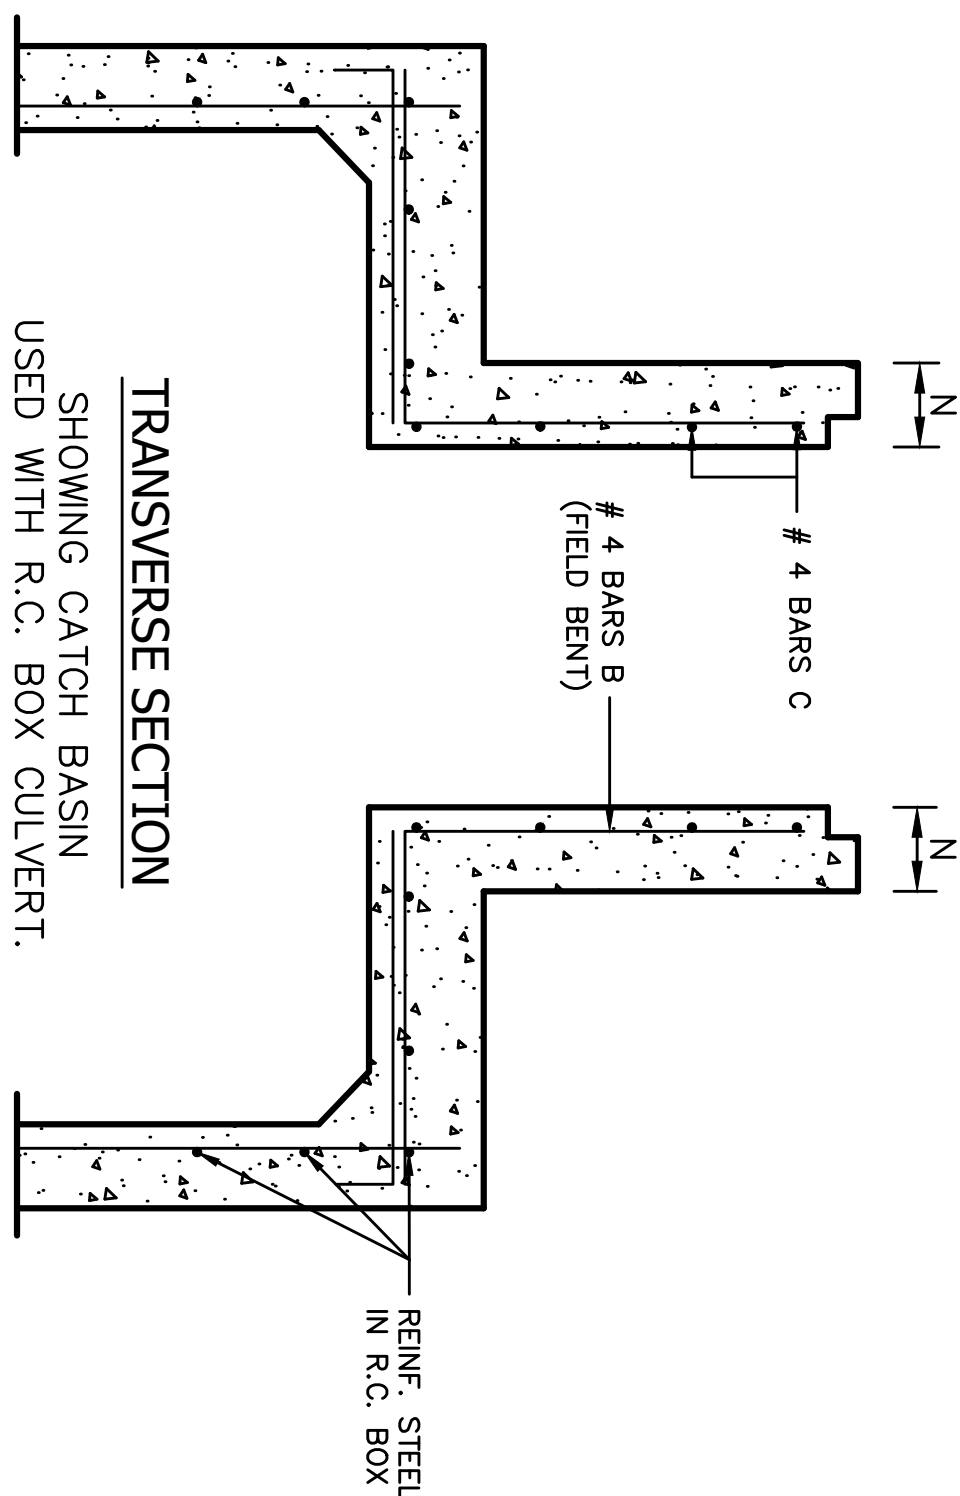 N
N
# 4 BARS C
# 4 BARS B
(FIELD BENT)
REINF. STEEL
IN R.C. BOX
TRANSVERSE SECTION
SHOWING CATCH BASIN
USED WITH R.C. BOX CULVERT.